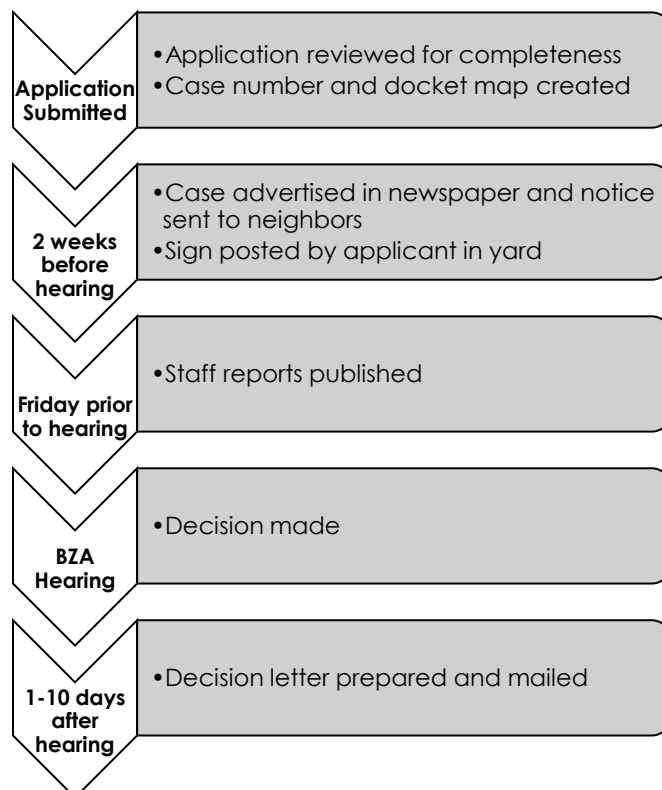 Application
Submitted
•Application reviewed for completeness
•Case number and docket map created
2 weeks
before
hearing
•Case advertised in newspaper and notice
sent to neighbors
•Sign posted by applicant in yard
Friday prior
to hearing
•Staff reports published
BZA
Hearing
•Decision made
1-10 days
after
hearing
•Decision letter prepared and mailed